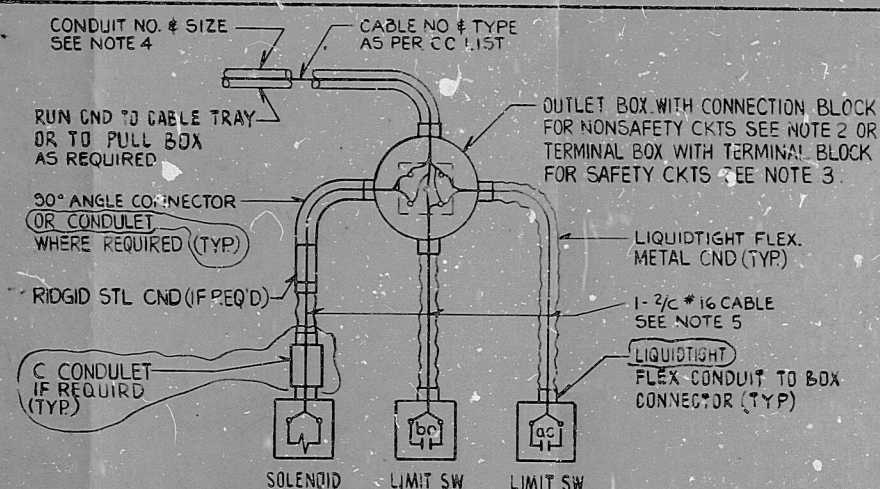 CONDUIT NO. & SIZE
SEE NOTE 4
CABLE NO & TYPE
AS PER CC LIST
RUN CND TO CABLE TRAY
OR TO PULL BOX
AS REQUIRED
OUTLET BOX WITH CONNECTION BLOCK
FOR NONSAFETY CKTS SEE NOTE 2 OR
TERMINAL BOX WITH TERMINAL BLOCK
FOR SAFETY CKTS SEE NOTE 3
90° ANGLE CONNECTOR
OR CONDULET
WHERE REQUIRED (TYP.)
LIQUIDTIGHT FLEX.
METAL CND (TYP.)
RIDGID STL CND (IF REQ'D)
1- 2/C #16 CABLE
SEE NOTE 5
C CONDULET
IF REQUIRD
(TYP.)
LIQUIDTIGHT
FLEX CONDUIT TO BOX
CONNECTOR (TYP)
bo
ac
SOLENOID
LIMIT SW
LIMIT SW